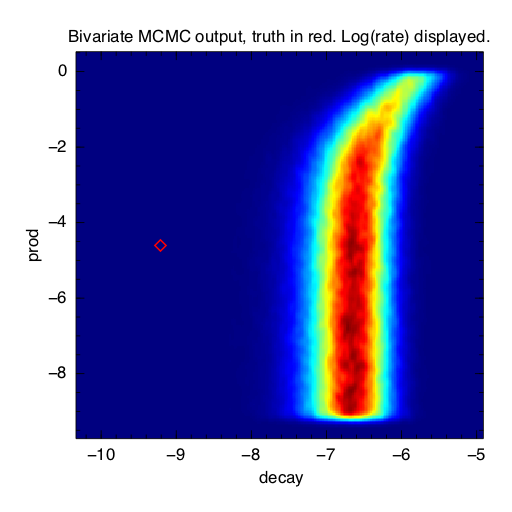 Bivariate MCMC output, truth in red. Log(rate) displayed.
0
−2
−4
−6
−8
prod
−10 −9 −8 −7 −6 −5
decay